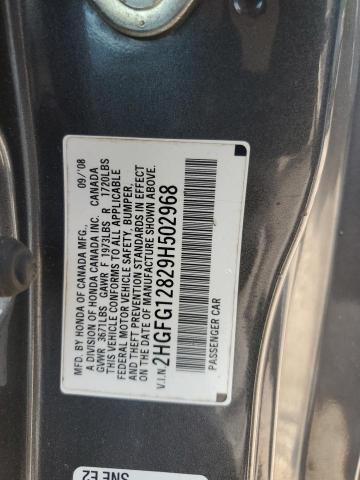 MFD. BY HONDA OF CANADA MFG., 09/'08
A DIVISION OF HONDA CANADA INC. CANADA
GVWR 3671LBS GAWR F 1973LBS R 1720LBS
THIS VEHICLE CONFORMS TO ALL APPLICABLE
FEDERAL MOTOR VEHICLE SAFETY, BUMPER,
AND THEFT PREVENTION STANDARDS IN EFFECT
ON THE DATE OF MANUFACTURE SHOWN ABOVE.
V.I.N. 2HGFG12829H502968
PASSENGER CAR
SNE E2